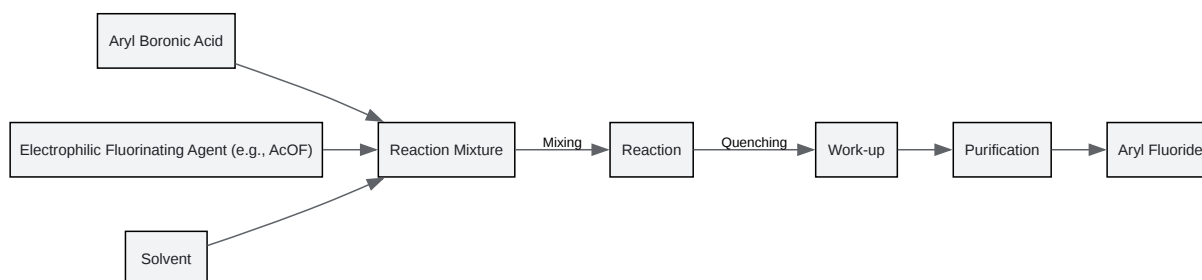 Aryl Boronic Acid
Electrophilic Fluorinating Agent (e.g., AcOF)
Reaction Mixture
Mixing
Reaction
Quenching
Work-up
Purification
Aryl Fluoride
Solvent